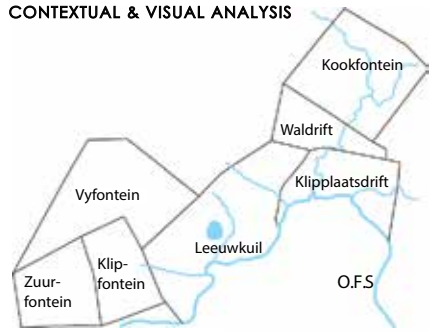 CONTEXTUAL & VISUAL ANALYSIS
Kookfontein
Waldrift
Klipplaatsdrift
Vyfontein
Leeuwkuil
Klip-
fontein
Zuur-
fontein
O.F.S